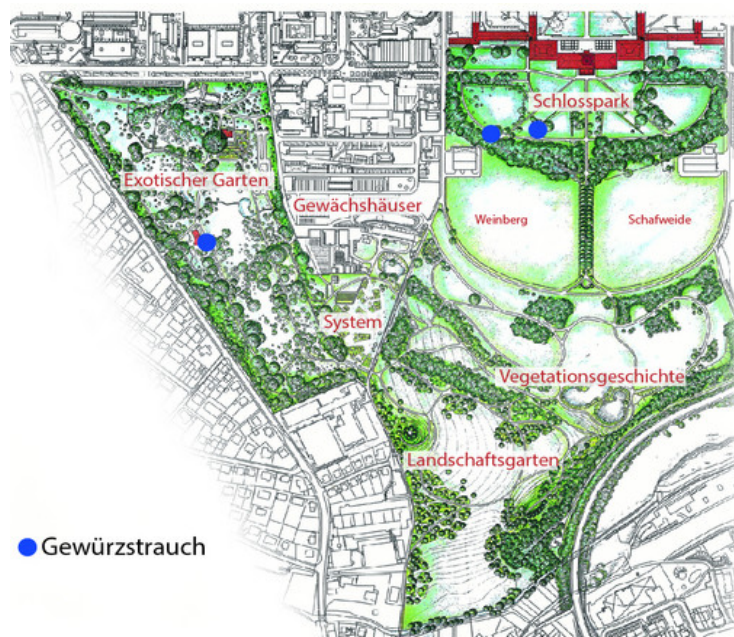 Schlosspark
Exotischer Garten
Gewächshäuser
Weinberg
Schafweide
System
Vegetationsgeschichte
Landschaftsgarten
Gewürzstrauch